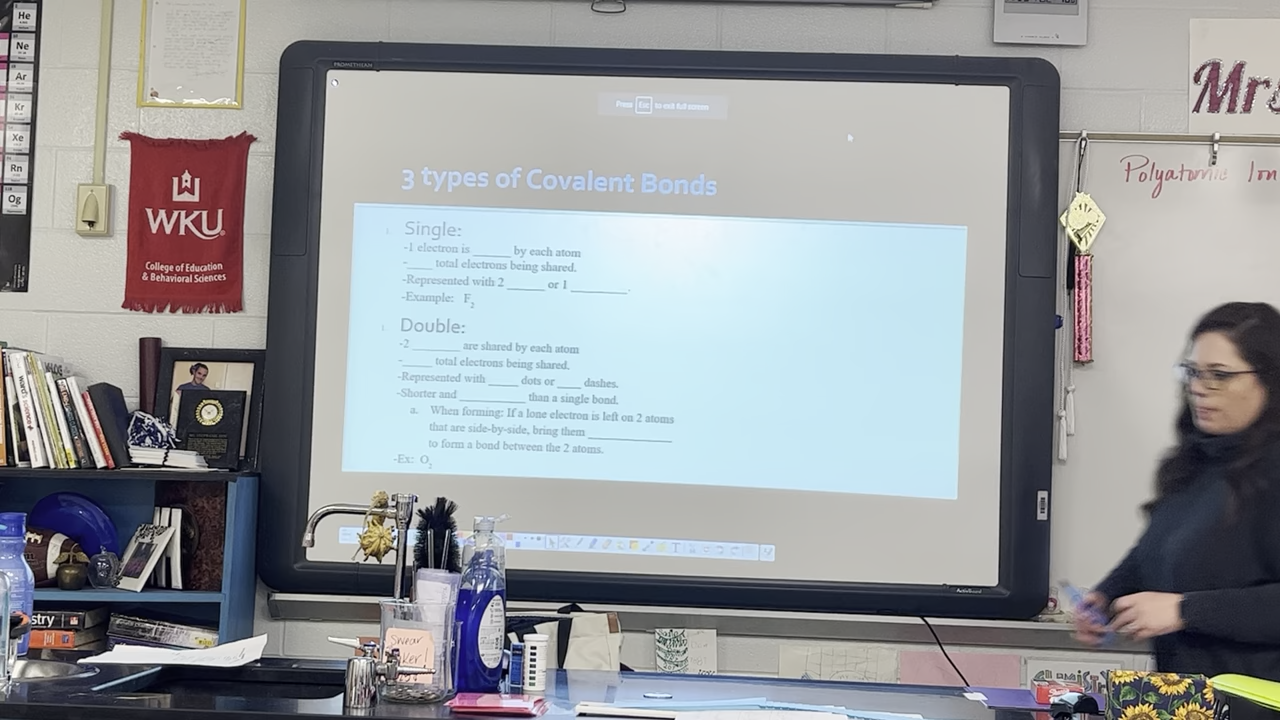 He
Ne
Ar
Kr
Xe
Rn
Og
WKU
College of Education
& Behavioral Sciences
PROMETHEAN
Press Esc to exit full screen
3 types of Covalent Bonds
Single:
-1 electron is ______ by each atom
-____ total electrons being shared.
-Represented with 2 ______ or 1 _________.
-Example: F2
Double:
-2 ________ are shared by each atom
-_____ total electrons being shared.
-Represented with _____ dots or ____ dashes.
-Shorter and ___________ than a single bond.
a. When forming: If a lone electron is left on 2 atoms
that are side-by-side, bring them ______________
to form a bond between the 2 atoms.
-Ex: O2
Mrs
Polyatomic Ion
stry